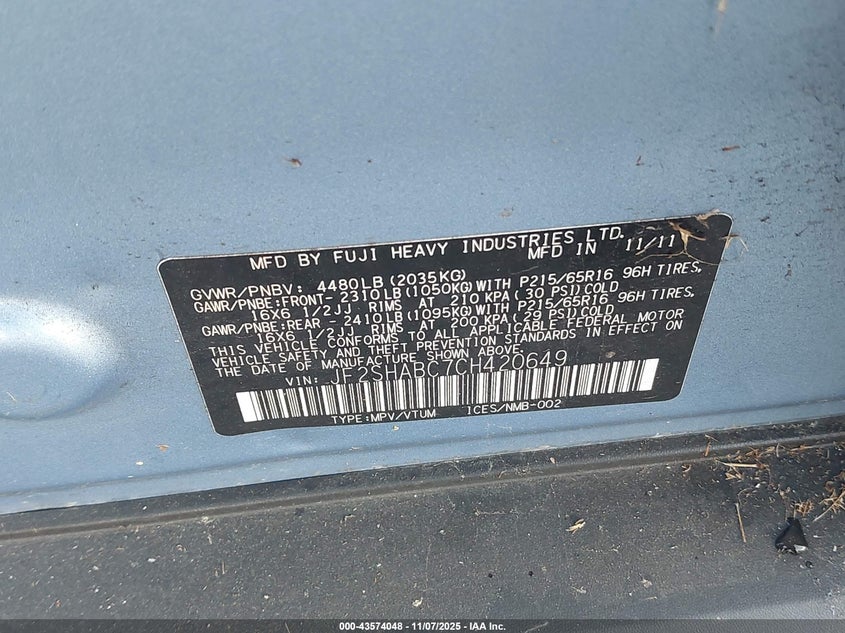 MFD BY FUJI HEAVY INDUSTRIES LTD.
MFD IN 11/11
GVWR/PNBV: 4480LB(2035KG)
GAWR/PNBE:FRONT- 2310LB(1050KG)WITH P215/65R16 96H TIRES,
16X6 1/2JJ RIMS AT 210 KPA(30 PSI)COLD
GAWR/PNBE:REAR - 2410LB(1095KG)WITH P215/65R16 96H TIRES,
16X6 1/2JJ RIMS AT 200 KPA(29 PSI)COLD
THIS VEHICLE CONFORMS TO ALL APPLICABLE FEDERAL MOTOR
VEHICLE SAFETY AND THEFT PREVENTION STANDARDS IN EFFECT ON
THE DATE OF MANUFACTURE SHOWN ABOVE.
VIN: JF2SHABC7CH420649
TYPE:MPV/VTUM ICES/NMB-002
000-43574048 - 11/07/2025 - IAA Inc.